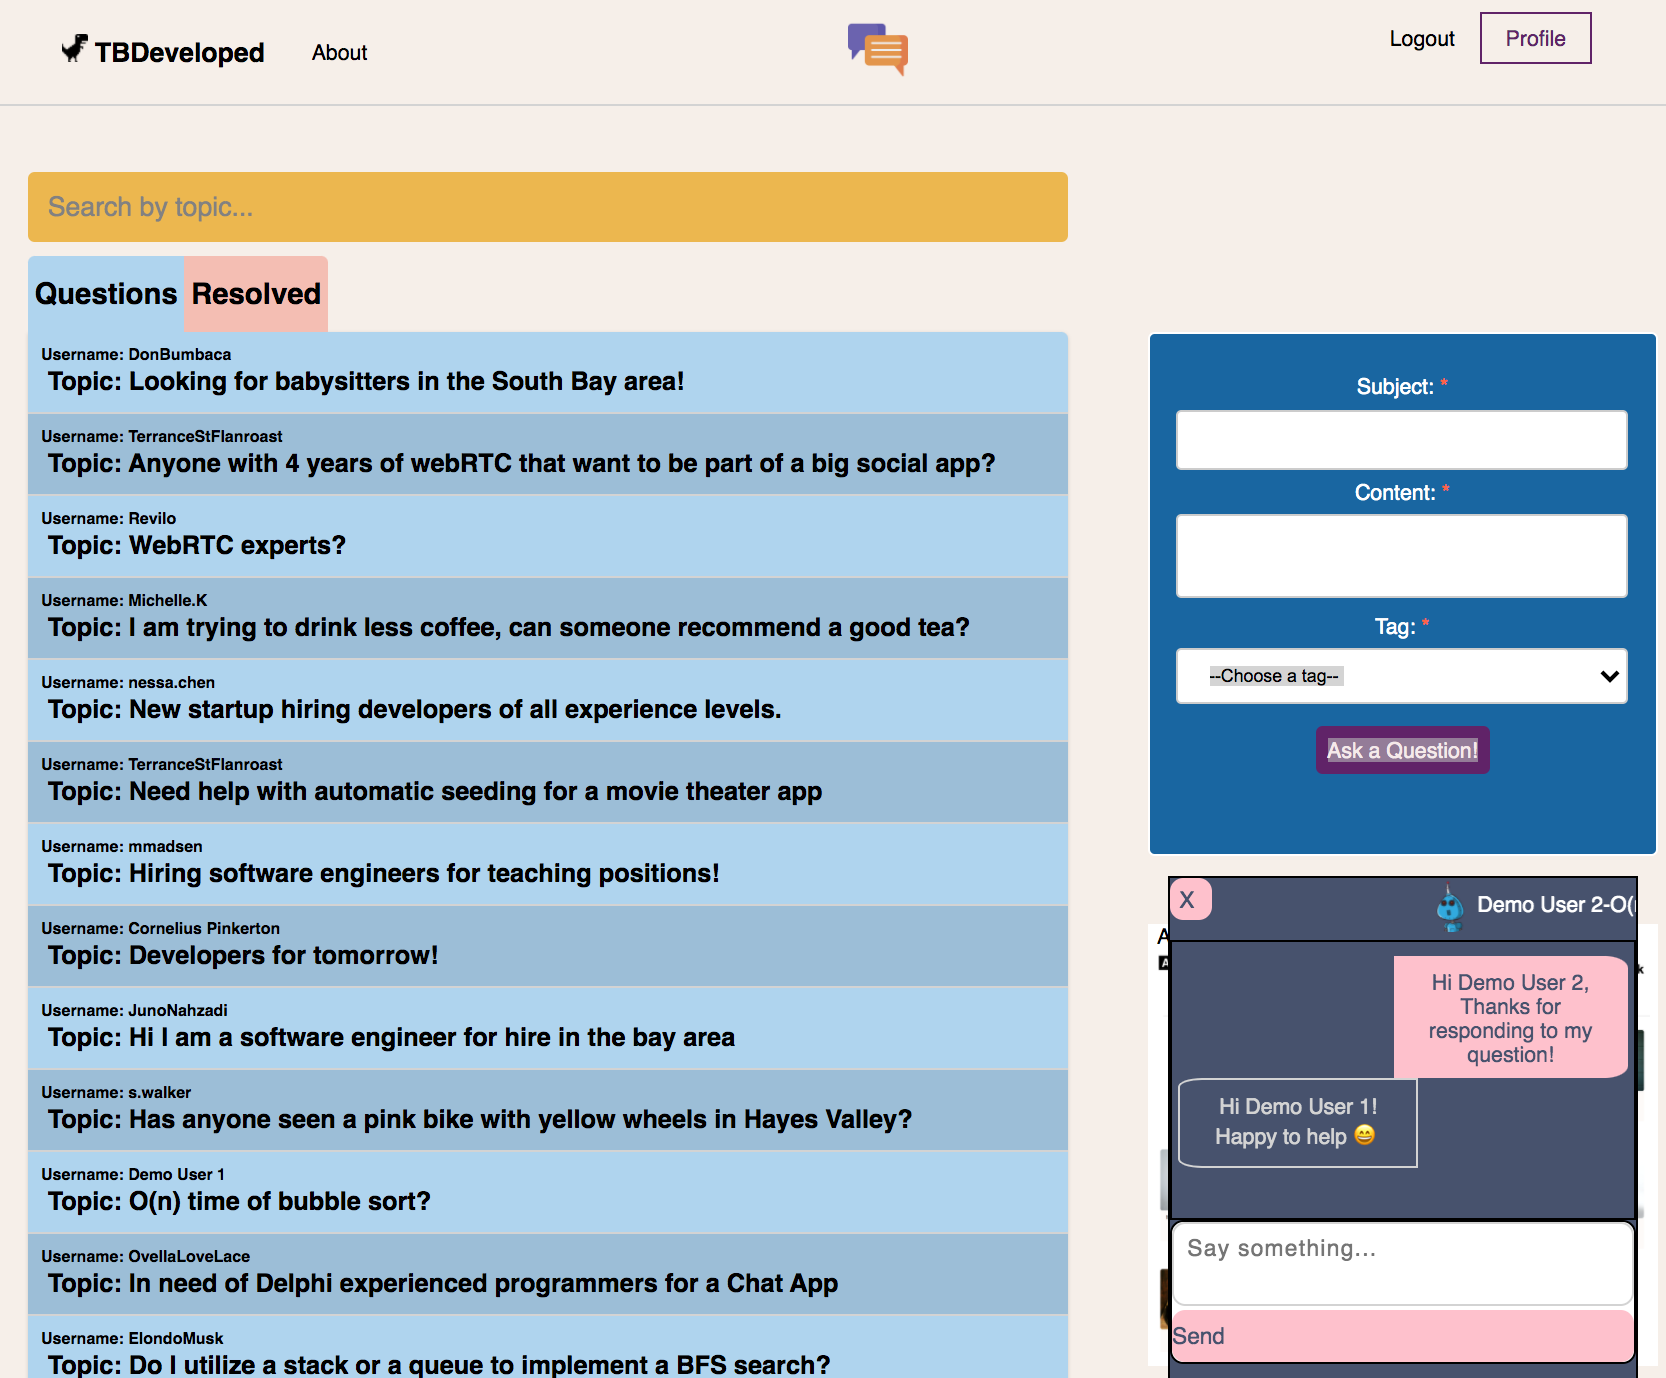 TBDeveloped
About
Logout
Profile
Search by topic...
Questions
Resolved
Username: DonBumbaca
Topic: Looking for babysitters in the South Bay area!
Username: TerranceStFlanroast
Topic: Anyone with 4 years of webRTC that want to be part of a big social app?
Username: Revilo
Topic: WebRTC experts?
Username: Michelle.K
Topic: I am trying to drink less coffee, can someone recommend a good tea?
Username: nessa.chen
Topic: New startup hiring developers of all experience levels.
Username: TerranceStFlanroast
Topic: Need help with automatic seeding for a movie theater app
Username: mmadsen
Topic: Hiring software engineers for teaching positions!
Username: Cornelius Pinkerton
Topic: Developers for tomorrow!
Username: JunoNahzadi
Topic: Hi I am a software engineer for hire in the bay area
Username: s.walker
Topic: Has anyone seen a pink bike with yellow wheels in Hayes Valley?
Username: Demo User 1
Topic: O(n) time of bubble sort?
Username: OvellaLoveLace
Topic: In need of Delphi experienced programmers for a Chat App
Username: ElondoMusk
Topic: Do I utilize a stack or a queue to implement a BFS search?
Subject: *
Content: *
Tag: *
--Choose a tag--
Ask a Question!
X
Demo User 2-O(
Hi Demo User 2,
Thanks for
responding to my
question!
Hi Demo User 1!
Happy to help 😄
Say something...
Send